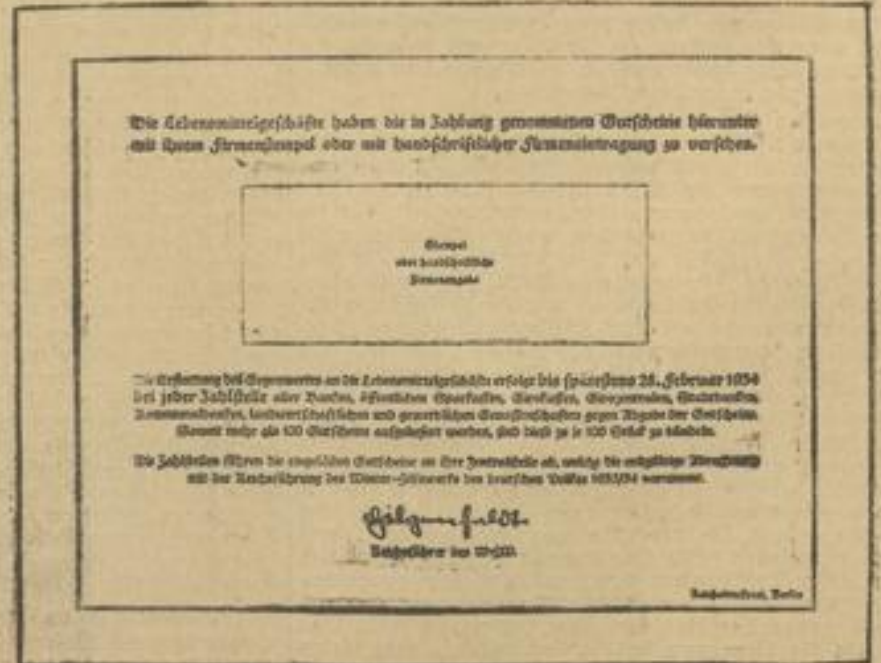 Die Lebensmittelgeschäfte haben die in Zahlung genommenen Gutscheine hierunter
mit ihrem Firmenstempel oder mit handschriftlicher Firmeneintragung zu versehen.
Stempel
oder handschriftliche
Firmenangabe
Die Erstattung des Gegenwertes an die Lebensmittelgeschäfte erfolgt bis spätestens 28. Februar 1934
bei jeder Zahlstelle aller Banken, öffentlichen Sparkassen, Girokassen, Girozentralen, Staatsbanken,
Kommunalbanken, landwirtschaftlichen und gewerblichen Genossenschaften gegen Abgabe der Gutscheine.
Soweit mehr als 100 Gutscheine aufgeliefert werden, sind diese zu je 100 Stück zu bündeln.
Die Zahlstellen führen die eingelösten Gutscheine an ihre Zentralstelle ab, welche die endgültige Abrechnung
mit der Reichsführung des Winter-Hilfswerks des deutschen Volkes 1933/34 vornimmt.
Hilgenfeldt
Reichsführer des WHW.
Reichsdruckerei, Berlin